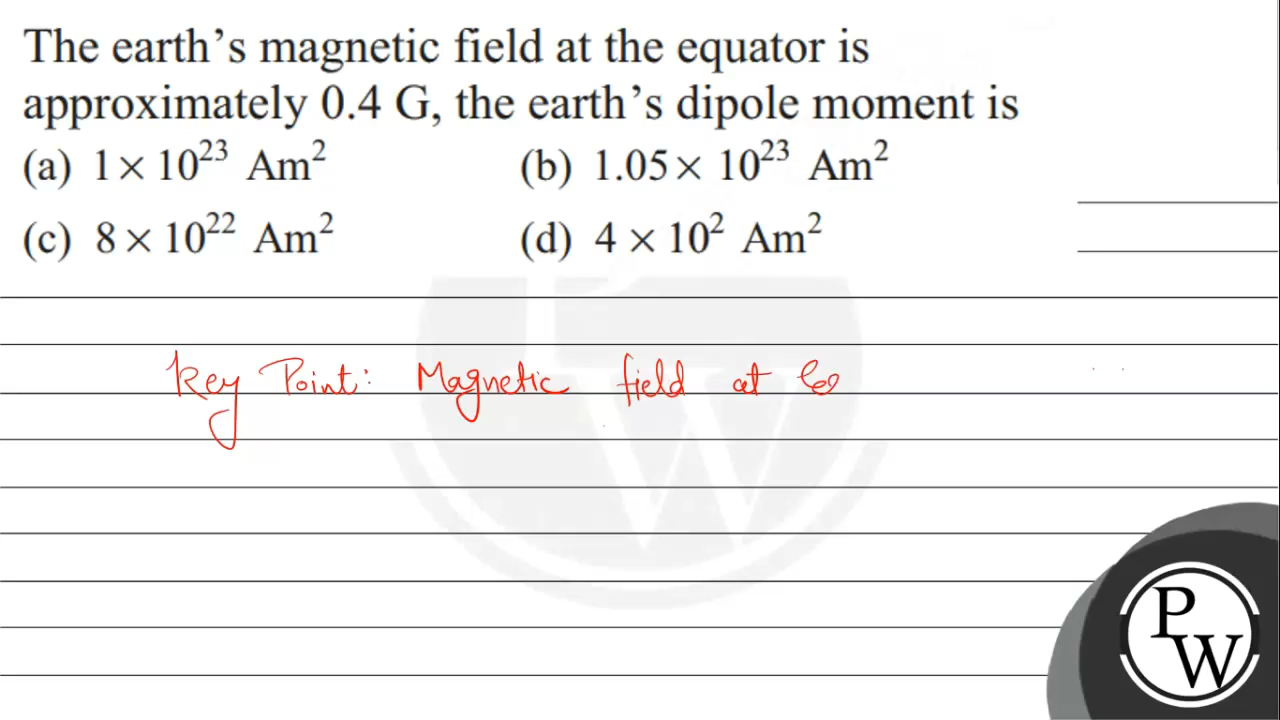 The earth's magnetic field at the equator is
approximately 0.4 G, the earth's dipole moment is
(a) 1 × 10²³ Am² (b) 1.05 × 10²³ Am²
(c) 8 × 10²² Am² (d) 4 × 10² Am²
Key Point: Magnetic field at
P
W